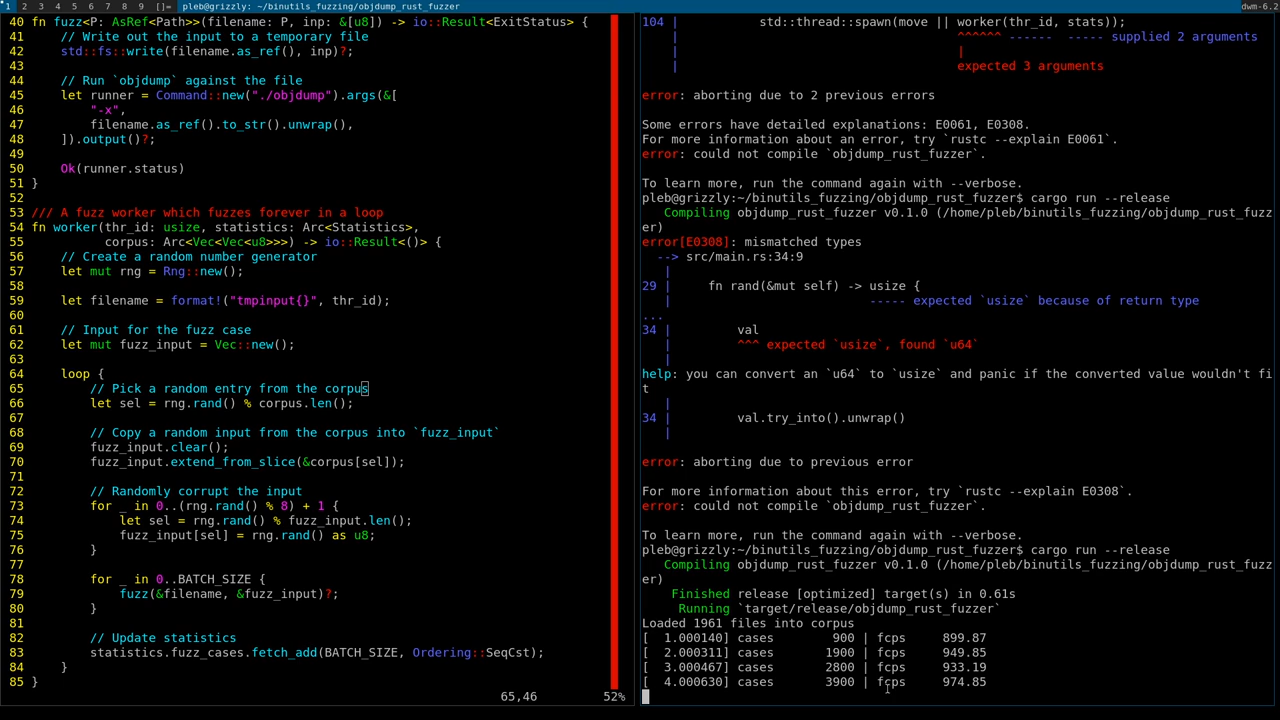 1 2 3 4 5 6 7 8 9 []= pleb@grizzly: ~/binutils_fuzzing/objdump_rust_fuzzer dwm-6.2
40 fn fuzz<P: AsRef<Path>>(filename: P, inp: &[u8]) -> io::Result<ExitStatus> {
41     // Write out the input to a temporary file
42     std::fs::write(filename.as_ref(), inp)?;
43
44     // Run `objdump` against the file
45     let runner = Command::new("./objdump").args(&[
46         "-x",
47         filename.as_ref().to_str().unwrap(),
48     ]).output()?;
49
50     Ok(runner.status)
51 }
52
53 /// A fuzz worker which fuzzes forever in a loop
54 fn worker(thr_id: usize, statistics: Arc<Statistics>,
55           corpus: Arc<Vec<Vec<u8>>>) -> io::Result<()> {
56     // Create a random number generator
57     let mut rng = Rng::new();
58
59     let filename = format!("tmpinput{}", thr_id);
60
61     // Input for the fuzz case
62     let mut fuzz_input = Vec::new();
63
64     loop {
65         // Pick a random entry from the corpus
66         let sel = rng.rand() % corpus.len();
67
68         // Copy a random input from the corpus into `fuzz_input`
69         fuzz_input.clear();
70         fuzz_input.extend_from_slice(&corpus[sel]);
71
72         // Randomly corrupt the input
73         for _ in 0..(rng.rand() % 8) + 1 {
74             let sel = rng.rand() % fuzz_input.len();
75             fuzz_input[sel] = rng.rand() as u8;
76         }
77
78         for _ in 0..BATCH_SIZE {
79             fuzz(&filename, &fuzz_input)?;
80         }
81
82         // Update statistics
83         statistics.fuzz_cases.fetch_add(BATCH_SIZE, Ordering::SeqCst);
84     }
85 }
65,46 52%
104 |           std::thread::spawn(move || worker(thr_id, stats));
    |                                      ^^^^^^ ------  ----- supplied 2 arguments
    |                                      |
    |                                      expected 3 arguments
error: aborting due to 2 previous errors
Some errors have detailed explanations: E0061, E0308.
For more information about an error, try `rustc --explain E0061`.
error: could not compile `objdump_rust_fuzzer`.
To learn more, run the command again with --verbose.
pleb@grizzly:~/binutils_fuzzing/objdump_rust_fuzzer$ cargo run --release
   Compiling objdump_rust_fuzzer v0.1.0 (/home/pleb/binutils_fuzzing/objdump_rust_fuzz
er)
error[E0308]: mismatched types
  --> src/main.rs:34:9
   |
29 |     fn rand(&mut self) -> usize {
   |                           ----- expected `usize` because of return type
...
34 |         val
   |         ^^^ expected `usize`, found `u64`
   |
help: you can convert an `u64` to `usize` and panic if the converted value wouldn't fi
t
   |
34 |         val.try_into().unwrap()
   |
error: aborting due to previous error
For more information about this error, try `rustc --explain E0308`.
error: could not compile `objdump_rust_fuzzer`.
To learn more, run the command again with --verbose.
pleb@grizzly:~/binutils_fuzzing/objdump_rust_fuzzer$ cargo run --release
   Compiling objdump_rust_fuzzer v0.1.0 (/home/pleb/binutils_fuzzing/objdump_rust_fuzz
er)
    Finished release [optimized] target(s) in 0.61s
     Running `target/release/objdump_rust_fuzzer`
Loaded 1961 files into corpus
[  1.000140] cases        900 | fcps     899.87
[  2.000311] cases       1900 | fcps     949.85
[  3.000467] cases       2800 | fcps     933.19
[  4.000630] cases       3900 | fcps     974.85